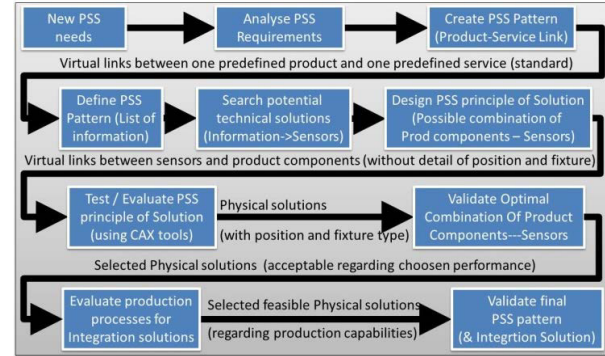 New PSS
needs
Analyse PSS
Requirements
Create PSS Pattern
(Product-Service Link)
Virtual links between one predefined product and one predefined service (standard)
Define PSS
Pattern (List of
information)
Search potential
technical solutions
(Information->Sensors)
Design PSS principle of Solution
(Possible combination of
Prod components – Sensors)
Virtual links between sensors and product components (without detail of position and fixture)
Test / Evaluate PSS
principle of Solution
(using CAX tools)
Physical solutions
(with position and fixture type)
Validate Optimal
Combination Of Product
Components---Sensors
Selected Physical solutions (acceptable regarding choosen performance)
Evaluate production
processes for
Integration solutions
Selected feasible Physical solutions
(regarding production capabilities)
Validate final
PSS pattern
(& Integrtion Solution)